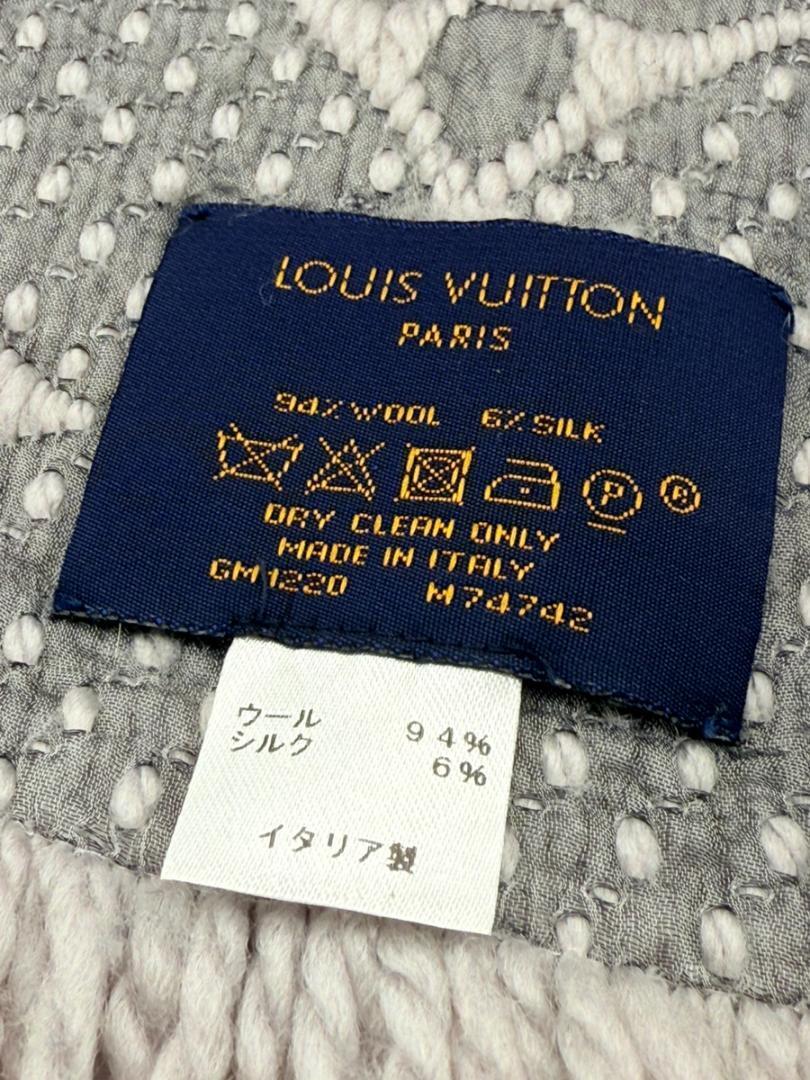 LOUIS VUITTON
PARIS
94% WOOL 6% SILK
P R
DRY CLEAN ONLY
MADE IN ITALY
GM1220 M74742
ウール 94%
シルク 6%
イタリア製